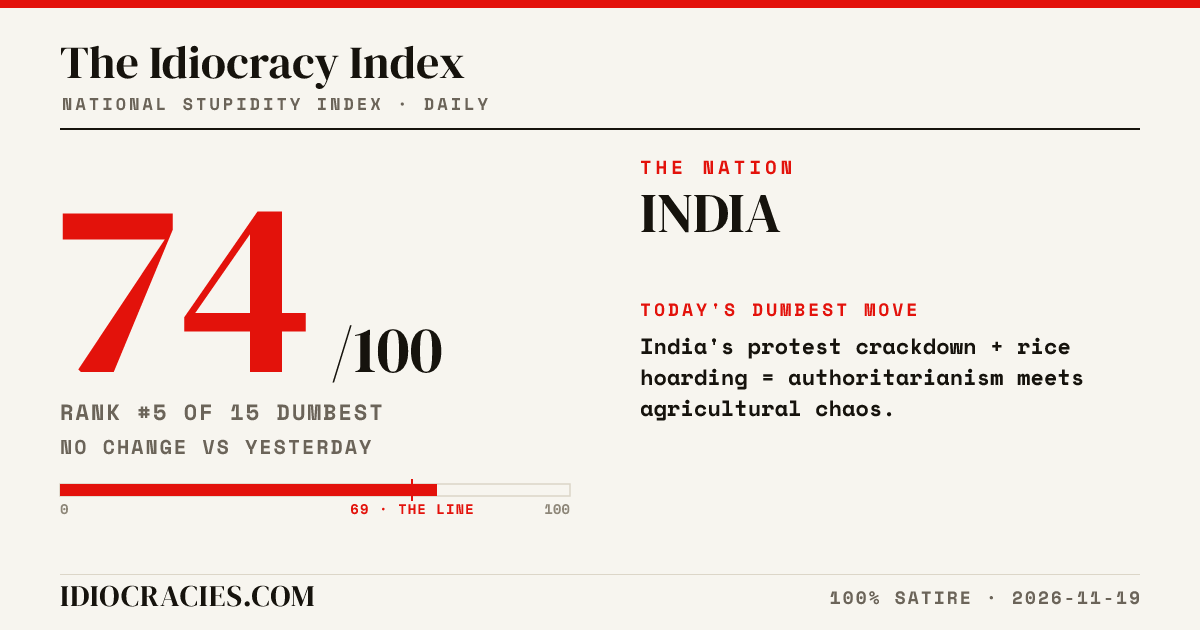 The Idiocracy Index
NATIONAL STUPIDITY INDEX · DAILY
74 /100
RANK #5 OF 15 DUMBEST
NO CHANGE VS YESTERDAY
0
69 · THE LINE
100
THE NATION
INDIA
TODAY'S DUMBEST MOVE
India's protest crackdown + rice
hoarding = authoritarianism meets
agricultural chaos.
IDIOCRACIES.COM
100% SATIRE · 2026-11-19